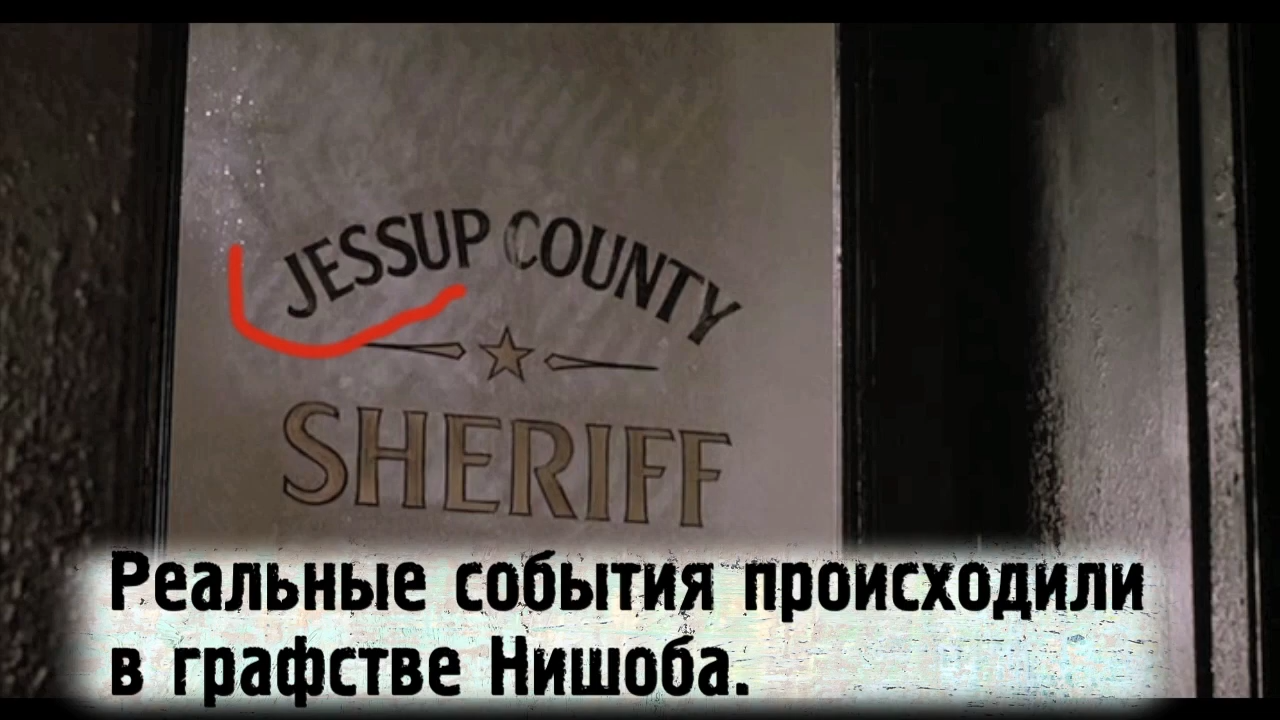 JESSUP COUNTY
SHERIFF
Реальные события происходили
в графстве Нишоба.